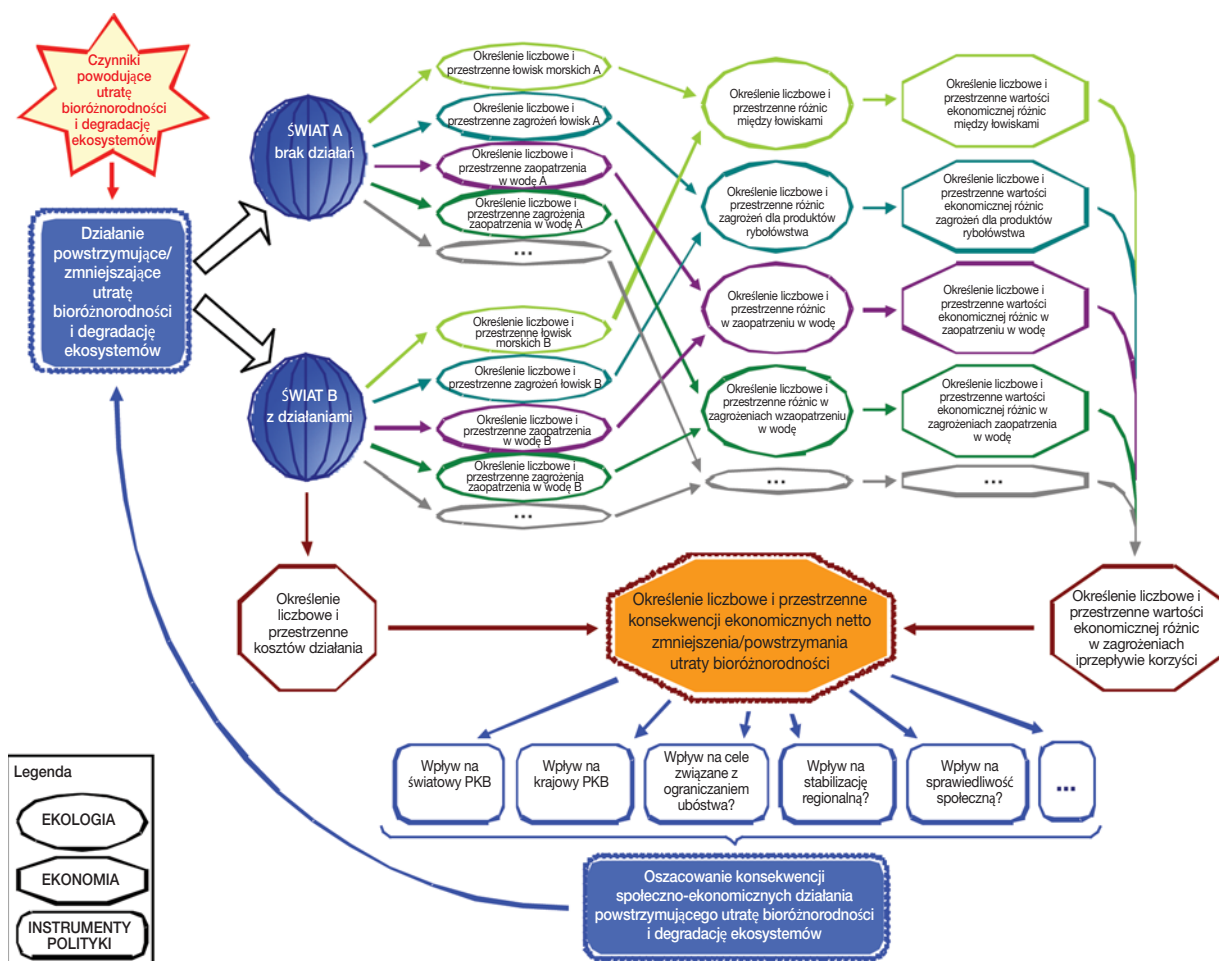 Czynniki
powodujące
utratę
bioróżnorodności
i degradację
ekosystemów
Działanie
powstrzymujące/
zmniejszające
utratę
bioróżnorodności
i degradację
ekosystemów
ŚWIAT A
brak działań
ŚWIAT B
z działaniami
Określenie liczbowe i
przestrzenne łowisk morskich A
Określenie liczbowe i
przestrzenne zagrożeń łowisk A
Określenie liczbowe i
przestrzenne zaopatrzenia
w wodę A
Określenie liczbowe i
przestrzenne zagrożenia
zaopatrzenia w wodę A
...
Określenie liczbowe i
przestrzenne łowisk
morskich B
Określenie liczbowe i
przestrzenne zagrożeń łowisk B
Określenie liczbowe i
przestrzenne zaopatrzenia
w wodę B
Określenie liczbowe i
przestrzenne zagrożenia
zaopatrzenia w wodę B
...
Określenie liczbowe i
przestrzenne różnic
między łowiskami
Określenie liczbowe i
przestrzenne różnic
zagrożeń dla produktów
rybołówstwa
Określenie liczbowe i
przestrzenne różnic
w zaopatrzeniu w wodę
Określenie liczbowe i
przestrzenne różnic
w zagrożeniach wzaopatrzeniu
w wodę
...
Określenie liczbowe i
przestrzenne wartości
ekonomicznej różnic
między łowiskami
Określenie liczbowe i
przestrzenne wartości
ekonomicznej różnic
zagrożeń dla produktów
rybołówstwa
Określenie liczbowe i
przestrzenne wartości
ekonomicznej różnic w
zaopatrzeniu w wodę
Określenie liczbowe i
przestrzenne wartości
ekonomicznej różnic w
zagrożeniach zaopatrzenia
w wodę
...
Określenie
liczbowe i
przestrzenne
kosztów działania
Określenie liczbowe i przestrzenne
konsekwencji ekonomicznych netto
zmniejszenia/powstrzymania
utraty bioróżnorodności
Określenie liczbowe i
przestrzenne wartości
ekonomicznej różnic
w zagrożeniach
iprzepływie korzyści
Wpływ na
światowy PKB
Wpływ na
krajowy PKB
Wpływ na cele
związane z
ograniczaniem
ubóstwa?
Wpływ na
stabilizację
regionalną?
Wpływ na
sprawiedliwość
społeczną?
...
Oszacowanie konsekwencji
społeczno-ekonomicznych działania
powstrzymującego utratę bioróżnorodności
i degradację ekosystemów
Legenda
EKOLOGIA
EKONOMIA
INSTRUMENTY
POLITYKI